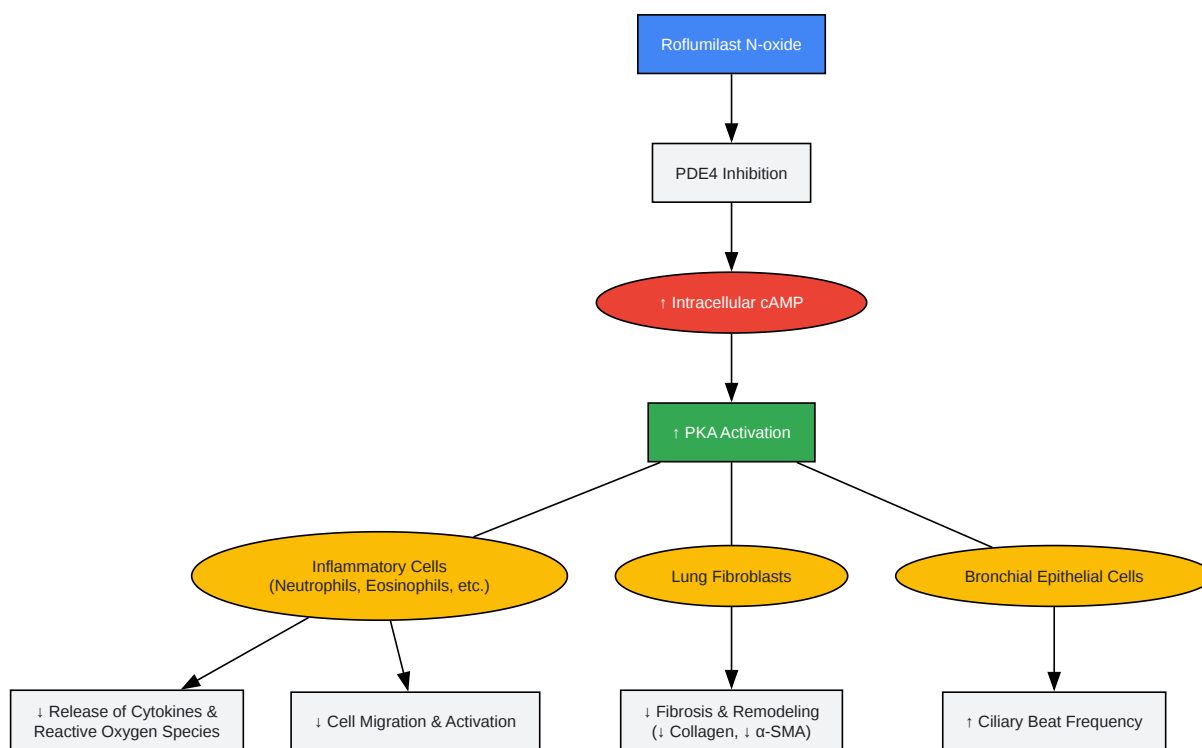 Roflumilast N-oxide
PDE4 Inhibition
↑ Intracellular cAMP
↑ PKA Activation
Inflammatory Cells
(Neutrophils, Eosinophils, etc.)
Lung Fibroblasts
Bronchial Epithelial Cells
↓ Release of Cytokines &
Reactive Oxygen Species
↓ Cell Migration & Activation
↓ Fibrosis & Remodeling
(↓ Collagen, ↓ α-SMA)
↑ Ciliary Beat Frequency